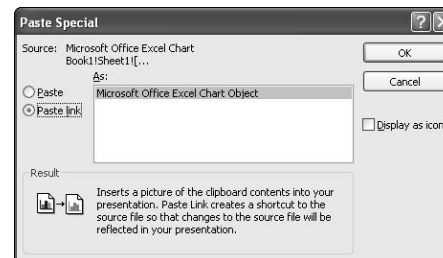 Paste Special
Source: Microsoft Office Excel Chart
Book1!Sheet1![...
As:
Paste
Paste link
Microsoft Office Excel Chart Object
OK
Cancel
Display as icon
Result
Inserts a picture of the clipboard contents into your
presentation. Paste Link creates a shortcut to the
source file so that changes to the source file will be
reflected in your presentation.